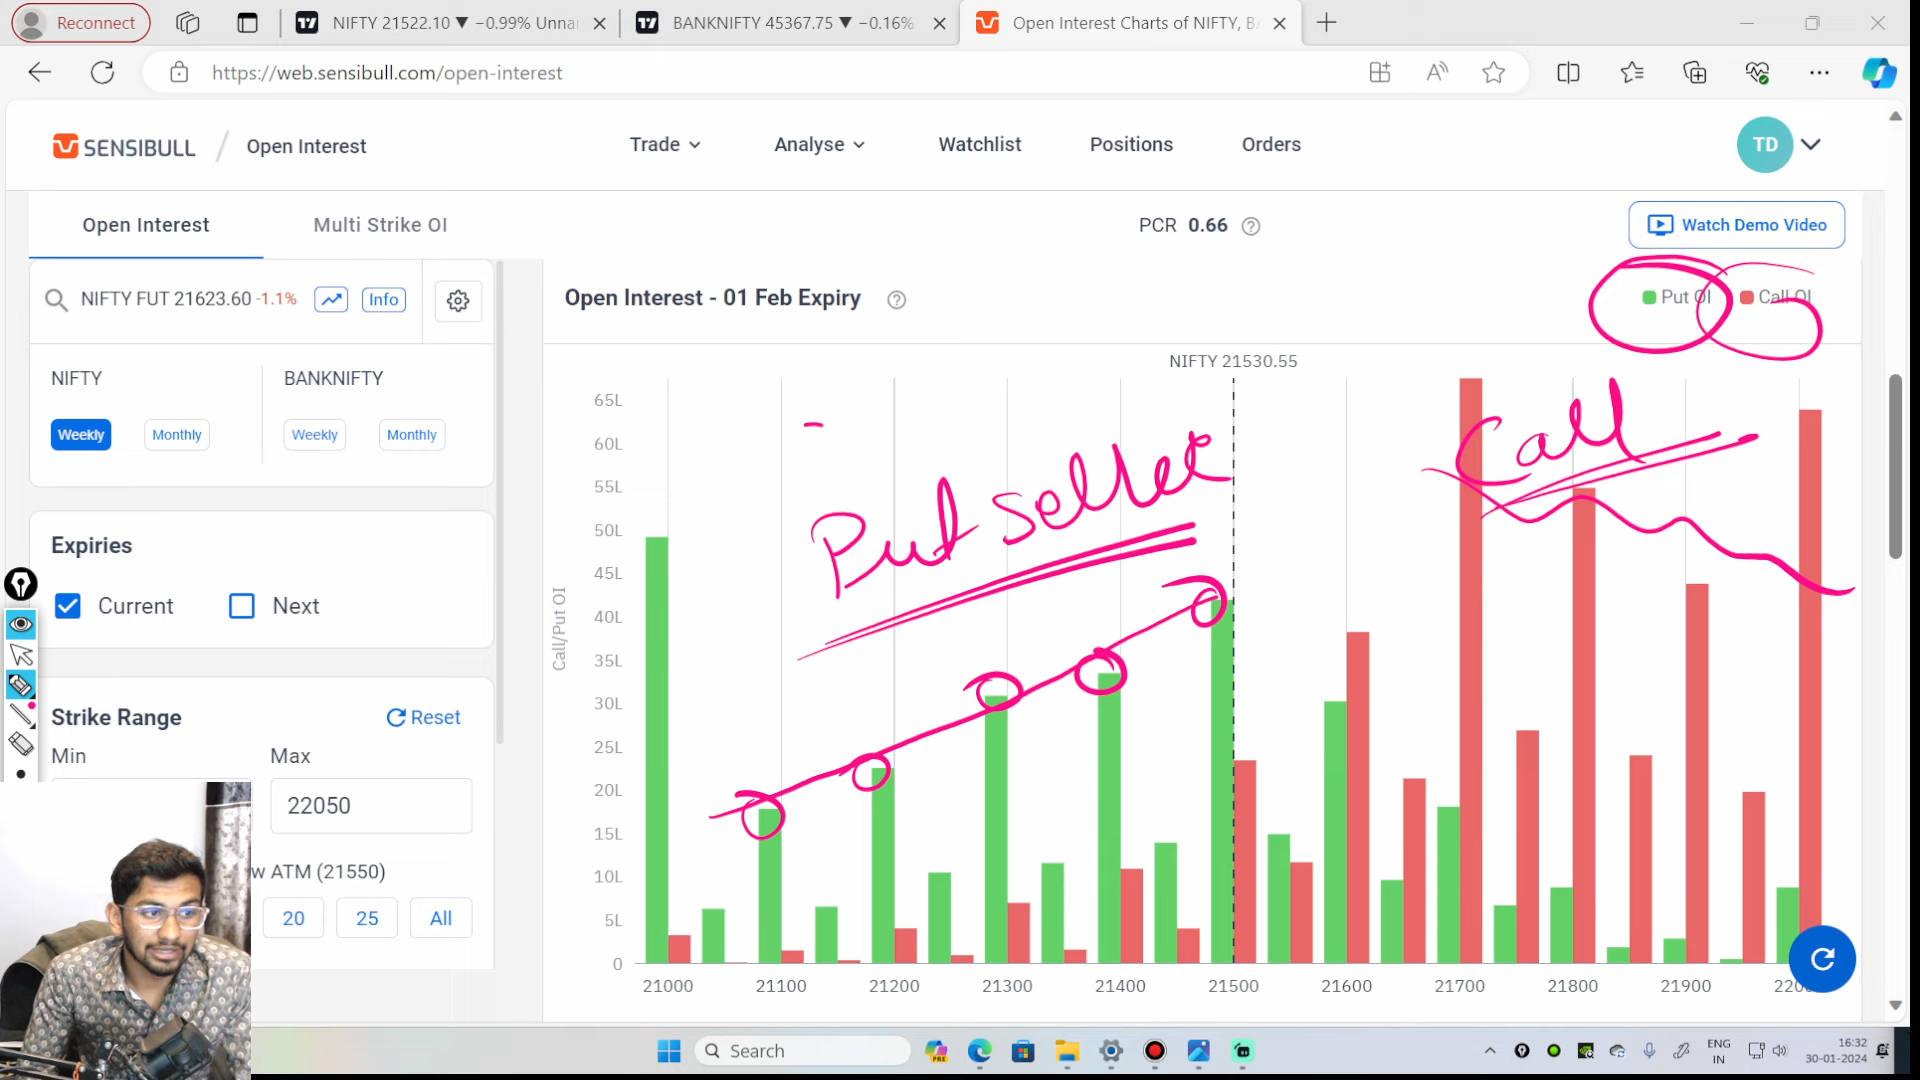 Reconnect
NIFTY 21522.10 ▼ −0.99% Unna
BANKNIFTY 45367.75 ▼ −0.16%
Open Interest Charts of NIFTY, B
https://web.sensibull.com/open-interest
SENSIBULL / Open Interest
Trade
Analyse
Watchlist
Positions
Orders
TD
Open Interest
Multi Strike OI
PCR 0.66
Watch Demo Video
NIFTY FUT 21623.60 -1.1%
Info
Open Interest - 01 Feb Expiry
Put OI
Call OI
NIFTY
BANKNIFTY
Weekly
Monthly
Weekly
Monthly
Expiries
Current
Next
Strike Range
Reset
Min
Max
22050
w ATM (21550)
20
25
All
NIFTY 21530.55
Call/Put OI
65L
60L
55L
50L
45L
40L
35L
30L
25L
20L
15L
10L
5L
0
Put seller
Call
21000
21100
21200
21300
21400
21500
21600
21700
21800
21900
Search
PRE
ENG
IN
16:32
30-01-2024